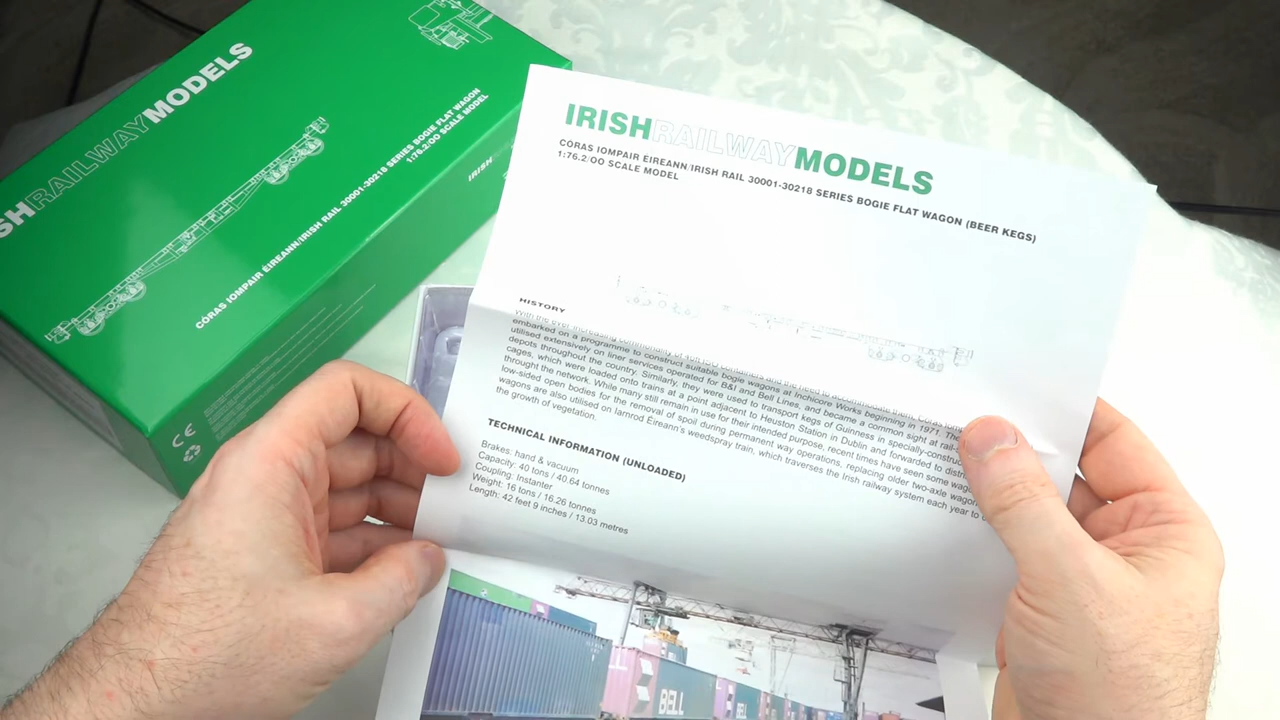 SHRAILWAYMODELS
CÓRAS IOMPAIR ÉIREANN/IRISH RAIL 30001-30218 SERIES BOGIE FLAT WAGON
1:76.2/OO SCALE MODEL
IRISH
CE
IRISHRAILWAYMODELS
CÓRAS IOMPAIR ÉIREANN/IRISH RAIL 30001-30218 SERIES BOGIE FLAT WAGON (BEER KEGS)
1:76.2/OO SCALE MODEL
HISTORY
With the ever increasing
embarked on a programme to construct suitable bogie wagons at Inchicore Works beginning in 1971. The
utilised extensively on liner services operated for B&I and Bell Lines, and became a common sight at rail-
depots throughout the country. Similarly, they were used to transport kegs of Guinness in specially-construc
cages, which were loaded onto trains at a point adjacent to Heuston Station in Dublin and forwarded to distri
throught the network. While many still remain in use for their intended purpose, recent times have seen some wago
low-sided open bodies for the removal of spoil during permanent way operations, replacing older two-axle wagon
wagons are also utilised on Iarnrod Éireann's weedspray train, which traverses the Irish railway system each year to
the growth of vegetation.
TECHNICAL INFORMATION (UNLOADED)
Brakes: hand & vacuum
Capacity: 40 tons / 40.64 tonnes
Coupling: Instanter
Weight: 16 tons / 16.26 tonnes
Length: 42 feet 9 inches / 13.03 metres
BELL
BELL